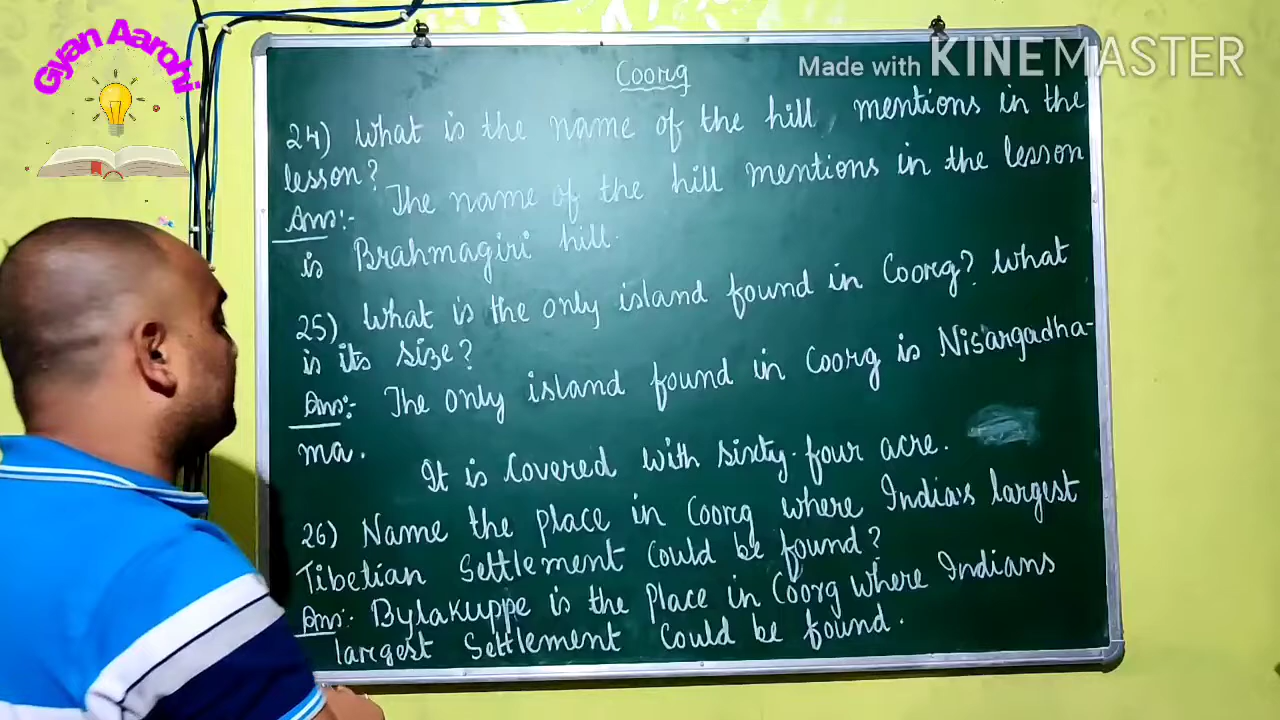 Gyan Aarohi
Made with KINEMASTER
Coorg
24) What is the name of the hill, mentions in the
lesson?
Ans:- The name of the hill mentions in the lesson
is Brahmagiri hill.
25) What is the only island found in Coorg? What
is its size?
Ans:- The only island found in Coorg is Nisargadha-
ma.
It is Covered with sixty-four acre.
26) Name the place in Coorg where India's largest
Tibetian Settlement Could be found?
Ans:- Bylakuppe is the place in Coorg where Indians
largest Settlement Could be found.